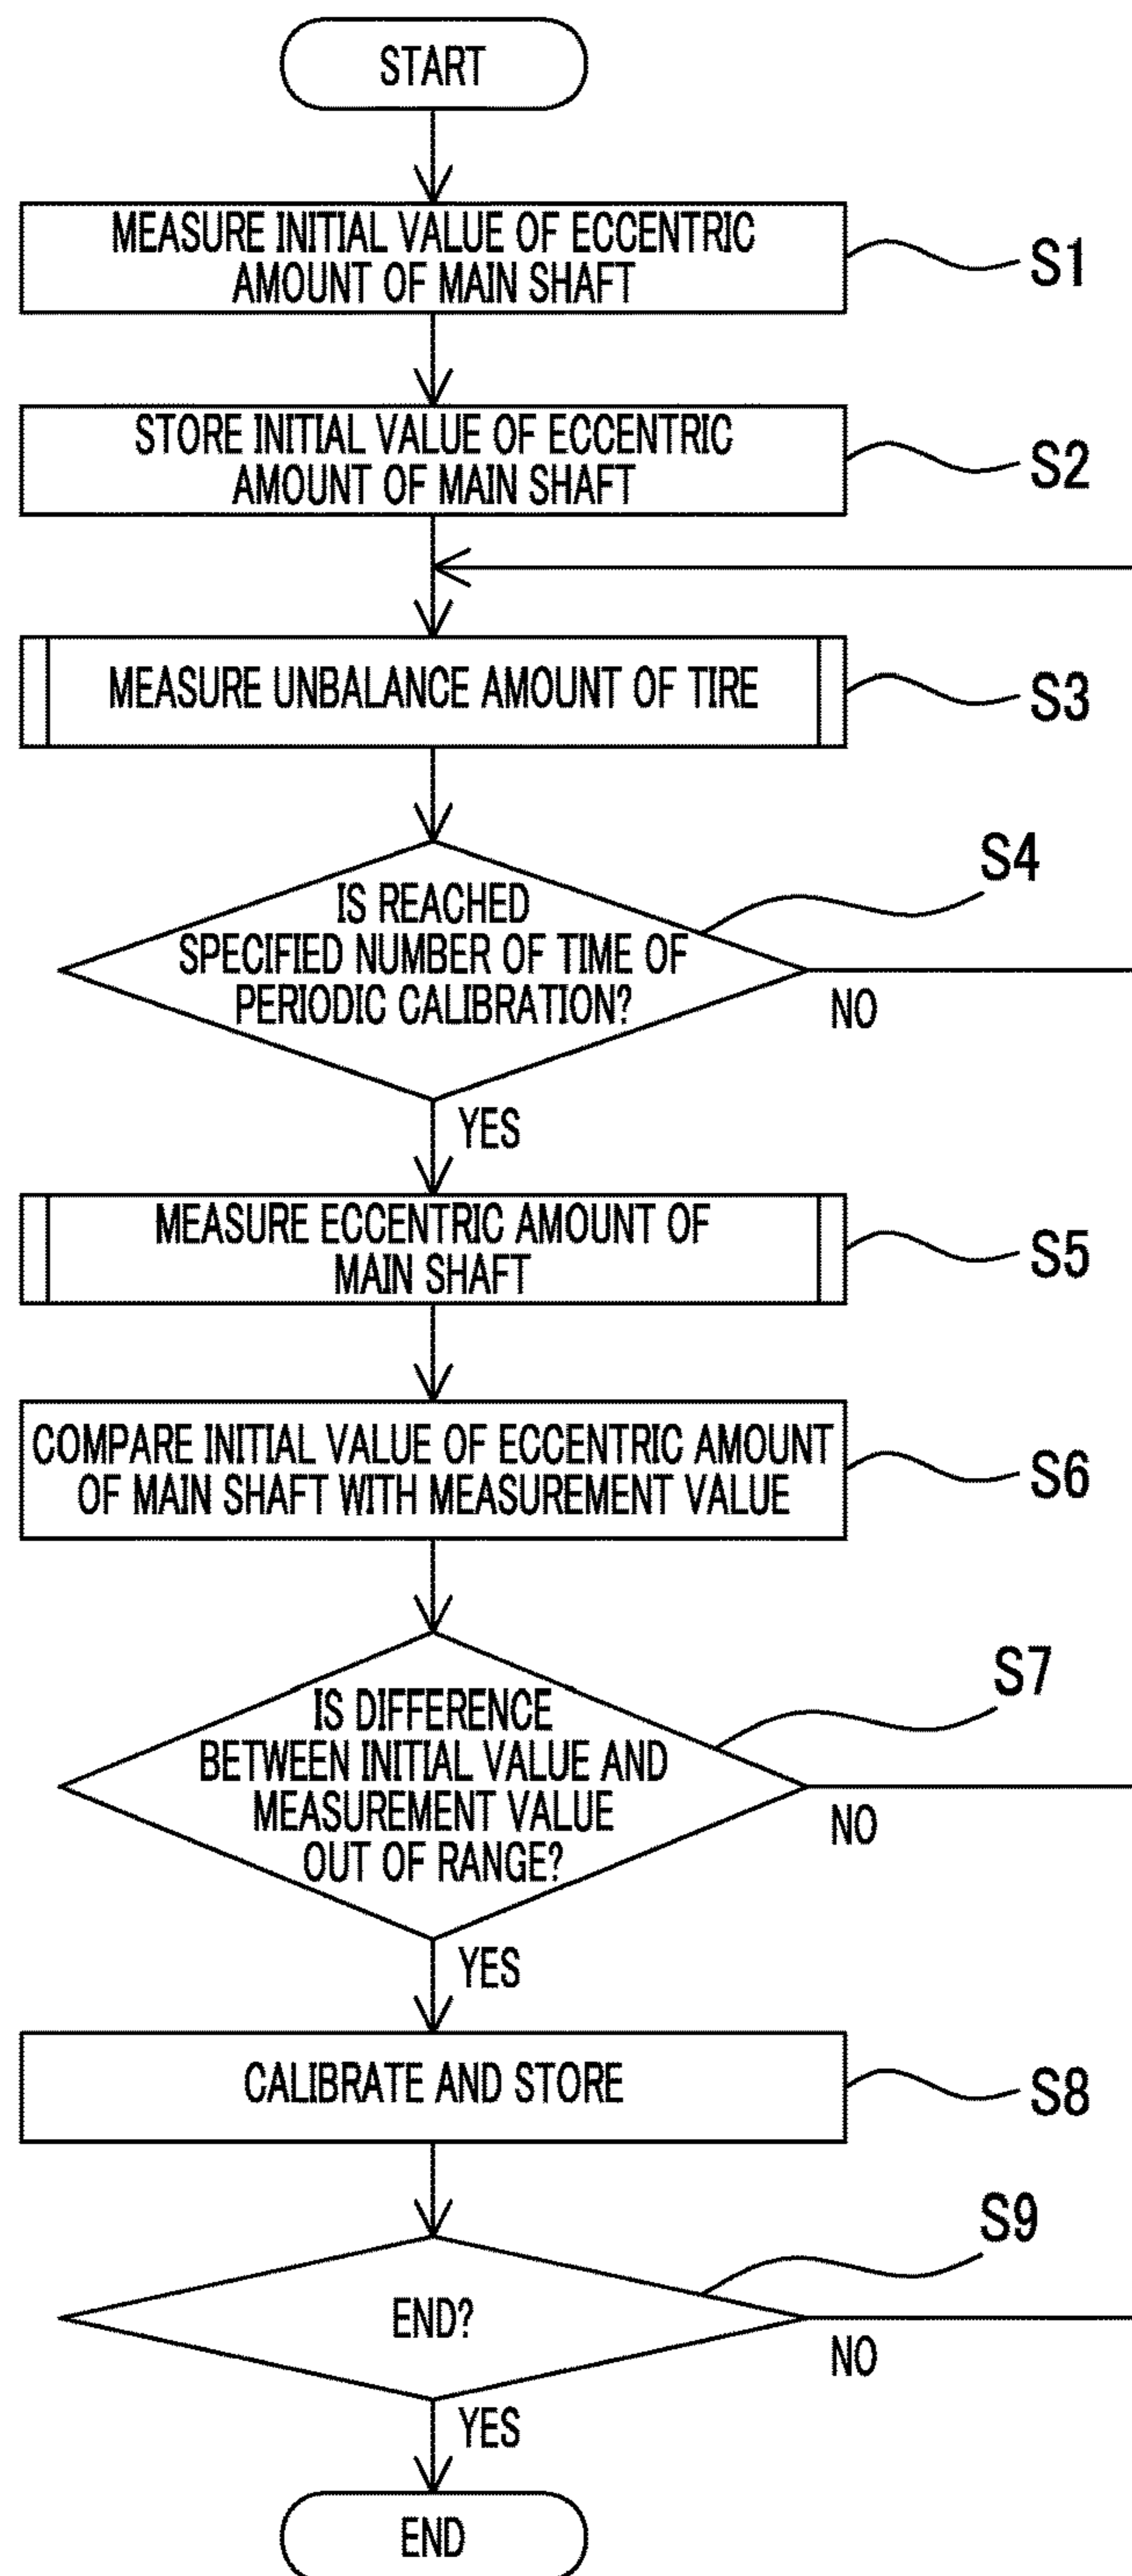 START
MEASURE INITIAL VALUE OF ECCENTRIC
AMOUNT OF MAIN SHAFT
S1
STORE INITIAL VALUE OF ECCENTRIC
AMOUNT OF MAIN SHAFT
S2
MEASURE UNBALANCE AMOUNT OF TIRE
S3
S4
IS REACHED
SPECIFIED NUMBER OF TIME OF
PERIODIC CALIBRATION?
NO
YES
MEASURE ECCENTRIC AMOUNT OF
MAIN SHAFT
S5
COMPARE INITIAL VALUE OF ECCENTRIC AMOUNT
OF MAIN SHAFT WITH MEASUREMENT VALUE
S6
S7
IS DIFFERENCE
BETWEEN INITIAL VALUE AND
MEASUREMENT VALUE
OUT OF RANGE?
NO
YES
CALIBRATE AND STORE
S8
S9
END?
NO
YES
END